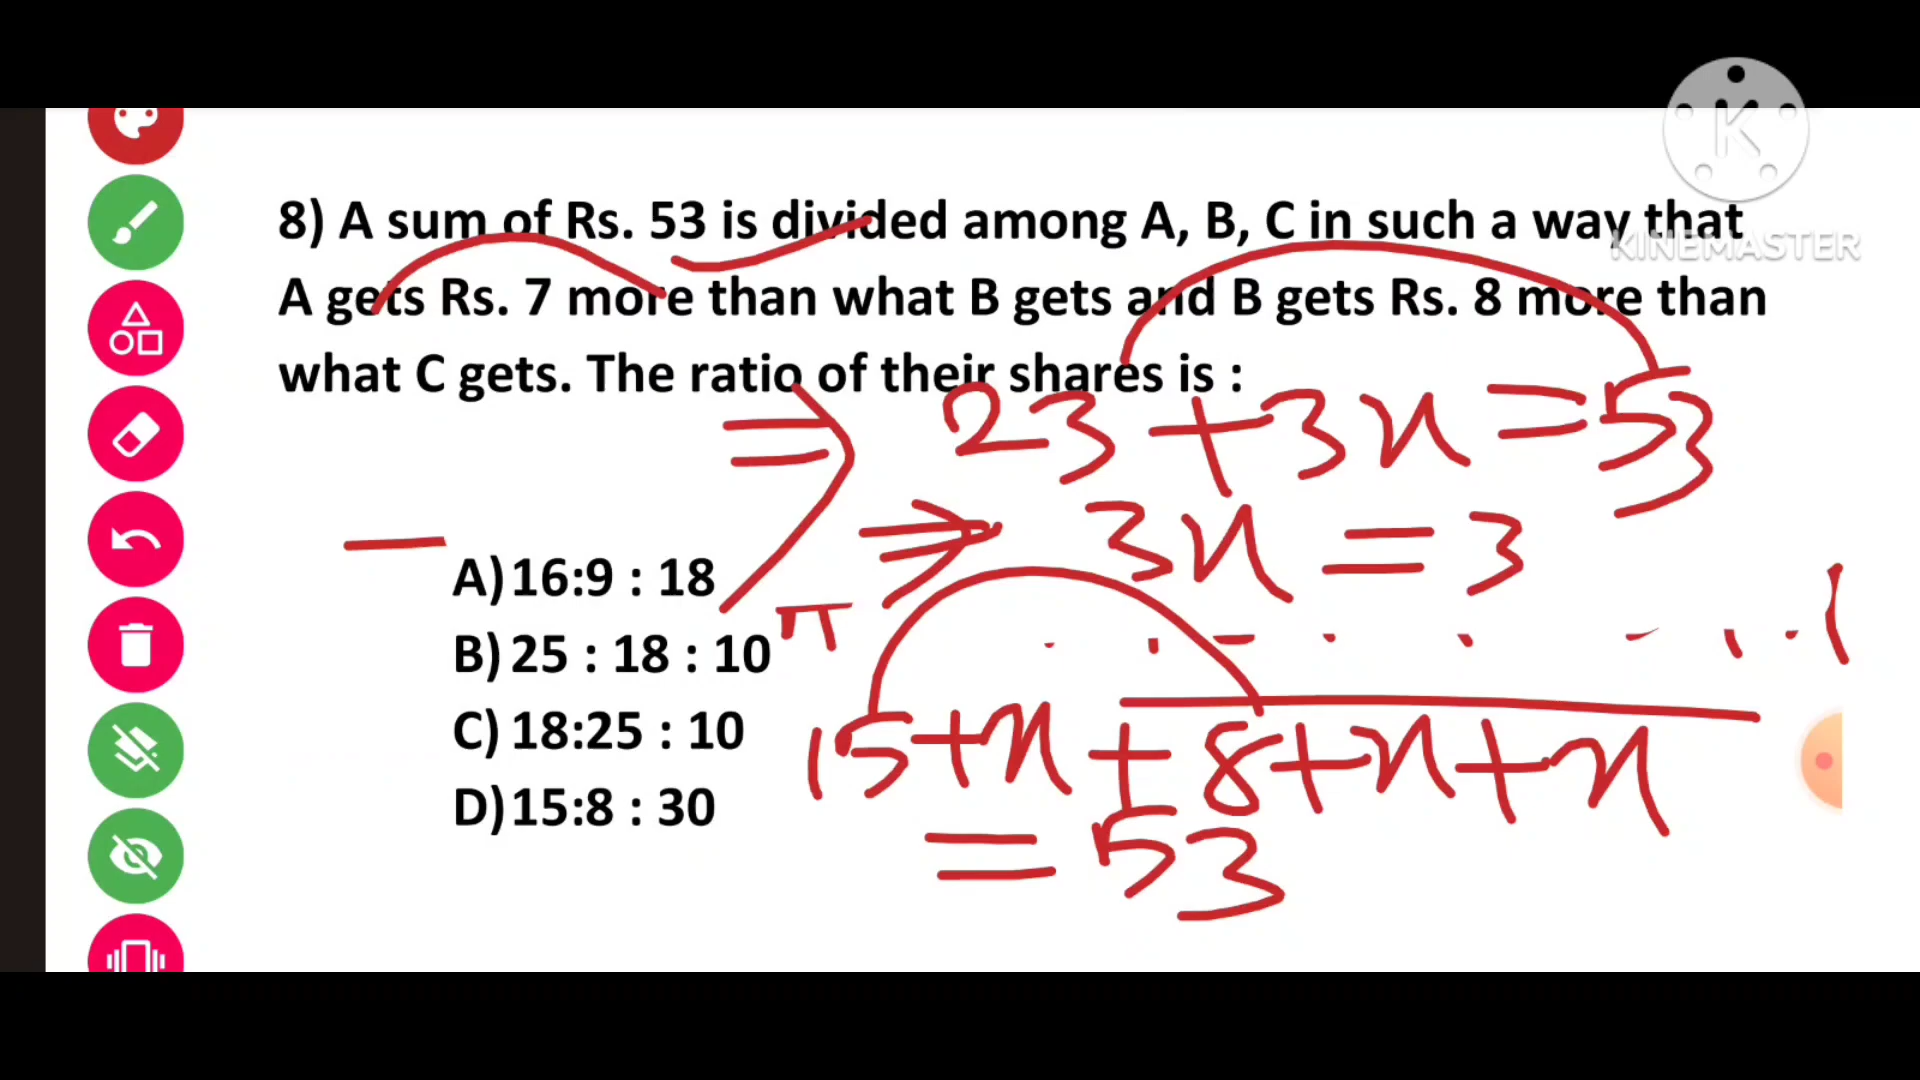 K
KINEMASTER
8) A sum of Rs. 53 is divided among A, B, C in such a way that
A gets Rs. 7 more than what B gets and B gets Rs. 8 more than
what C gets. The ratio of their shares is :
⇒ 23 + 3x = 53
⇒ 3x = 3
A) 16:9 : 18
B) 25 : 18 : 10
C) 18:25 : 10
D) 15:8 : 30
15+x + 8+x+x
= 53